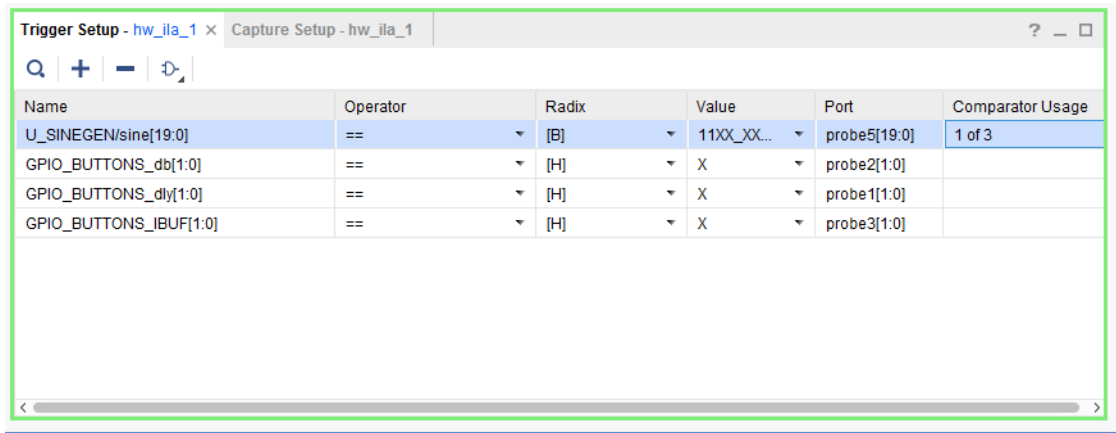 Trigger Setup - hw_ila_1 × Capture Setup - hw_ila_1 ?
Name Operator Radix Value Port Comparator Usage
U_SINEGEN/sine[19:0] == [B] 11XX_XX... probe5[19:0] 1 of 3
GPIO_BUTTONS_db[1:0] == [H] X probe2[1:0]
GPIO_BUTTONS_dly[1:0] == [H] X probe1[1:0]
GPIO_BUTTONS_IBUF[1:0] == [H] X probe3[1:0]